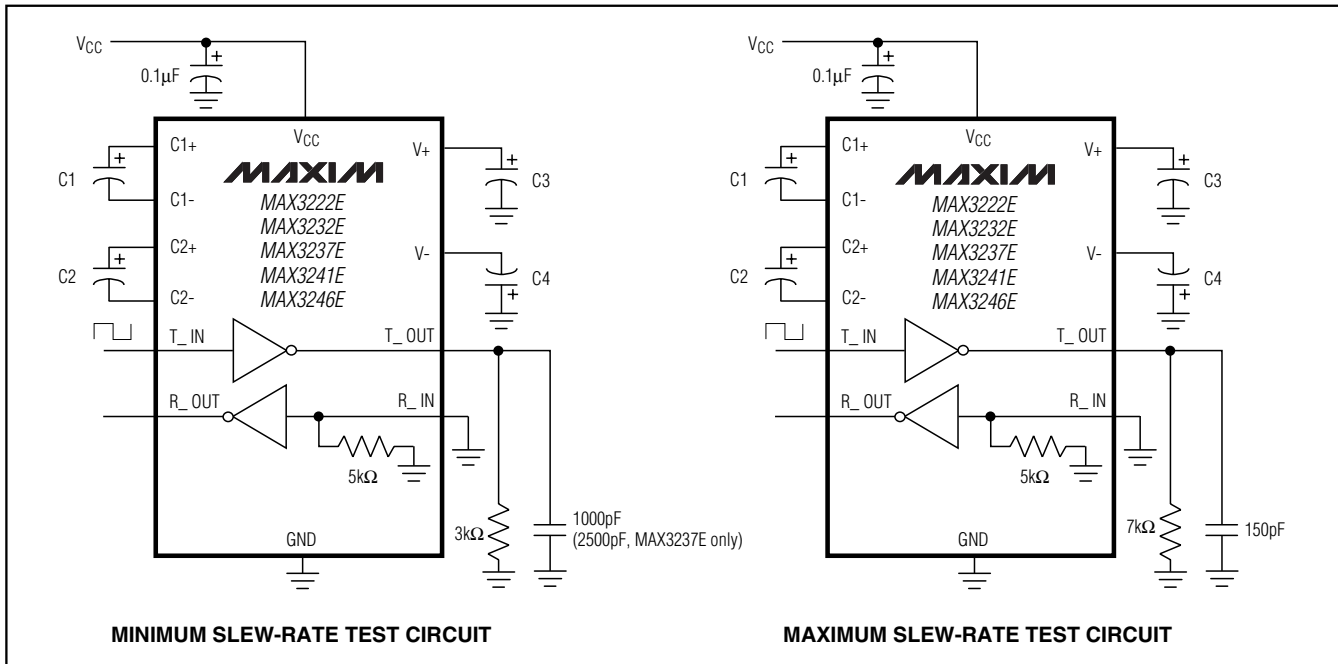 VCC
0.1µF
VCC
C1+
V+
C1
C3
MAXIM
C1-
MAX3222E
MAX3232E
C2+
MAX3237E
V-
C2
MAX3241E
C4
C2-
MAX3246E
T_ IN
T_ OUT
R_ OUT
R_ IN
5kΩ
3kΩ
1000pF
(2500pF, MAX3237E only)
GND
MINIMUM SLEW-RATE TEST CIRCUIT
VCC
0.1µF
VCC
C1+
V+
C1
C3
MAXIM
C1-
MAX3222E
MAX3232E
C2+
MAX3237E
V-
C2
MAX3241E
C4
C2-
MAX3246E
T_ IN
T_ OUT
R_ OUT
R_ IN
5kΩ
7kΩ
150pF
GND
MAXIMUM SLEW-RATE TEST CIRCUIT